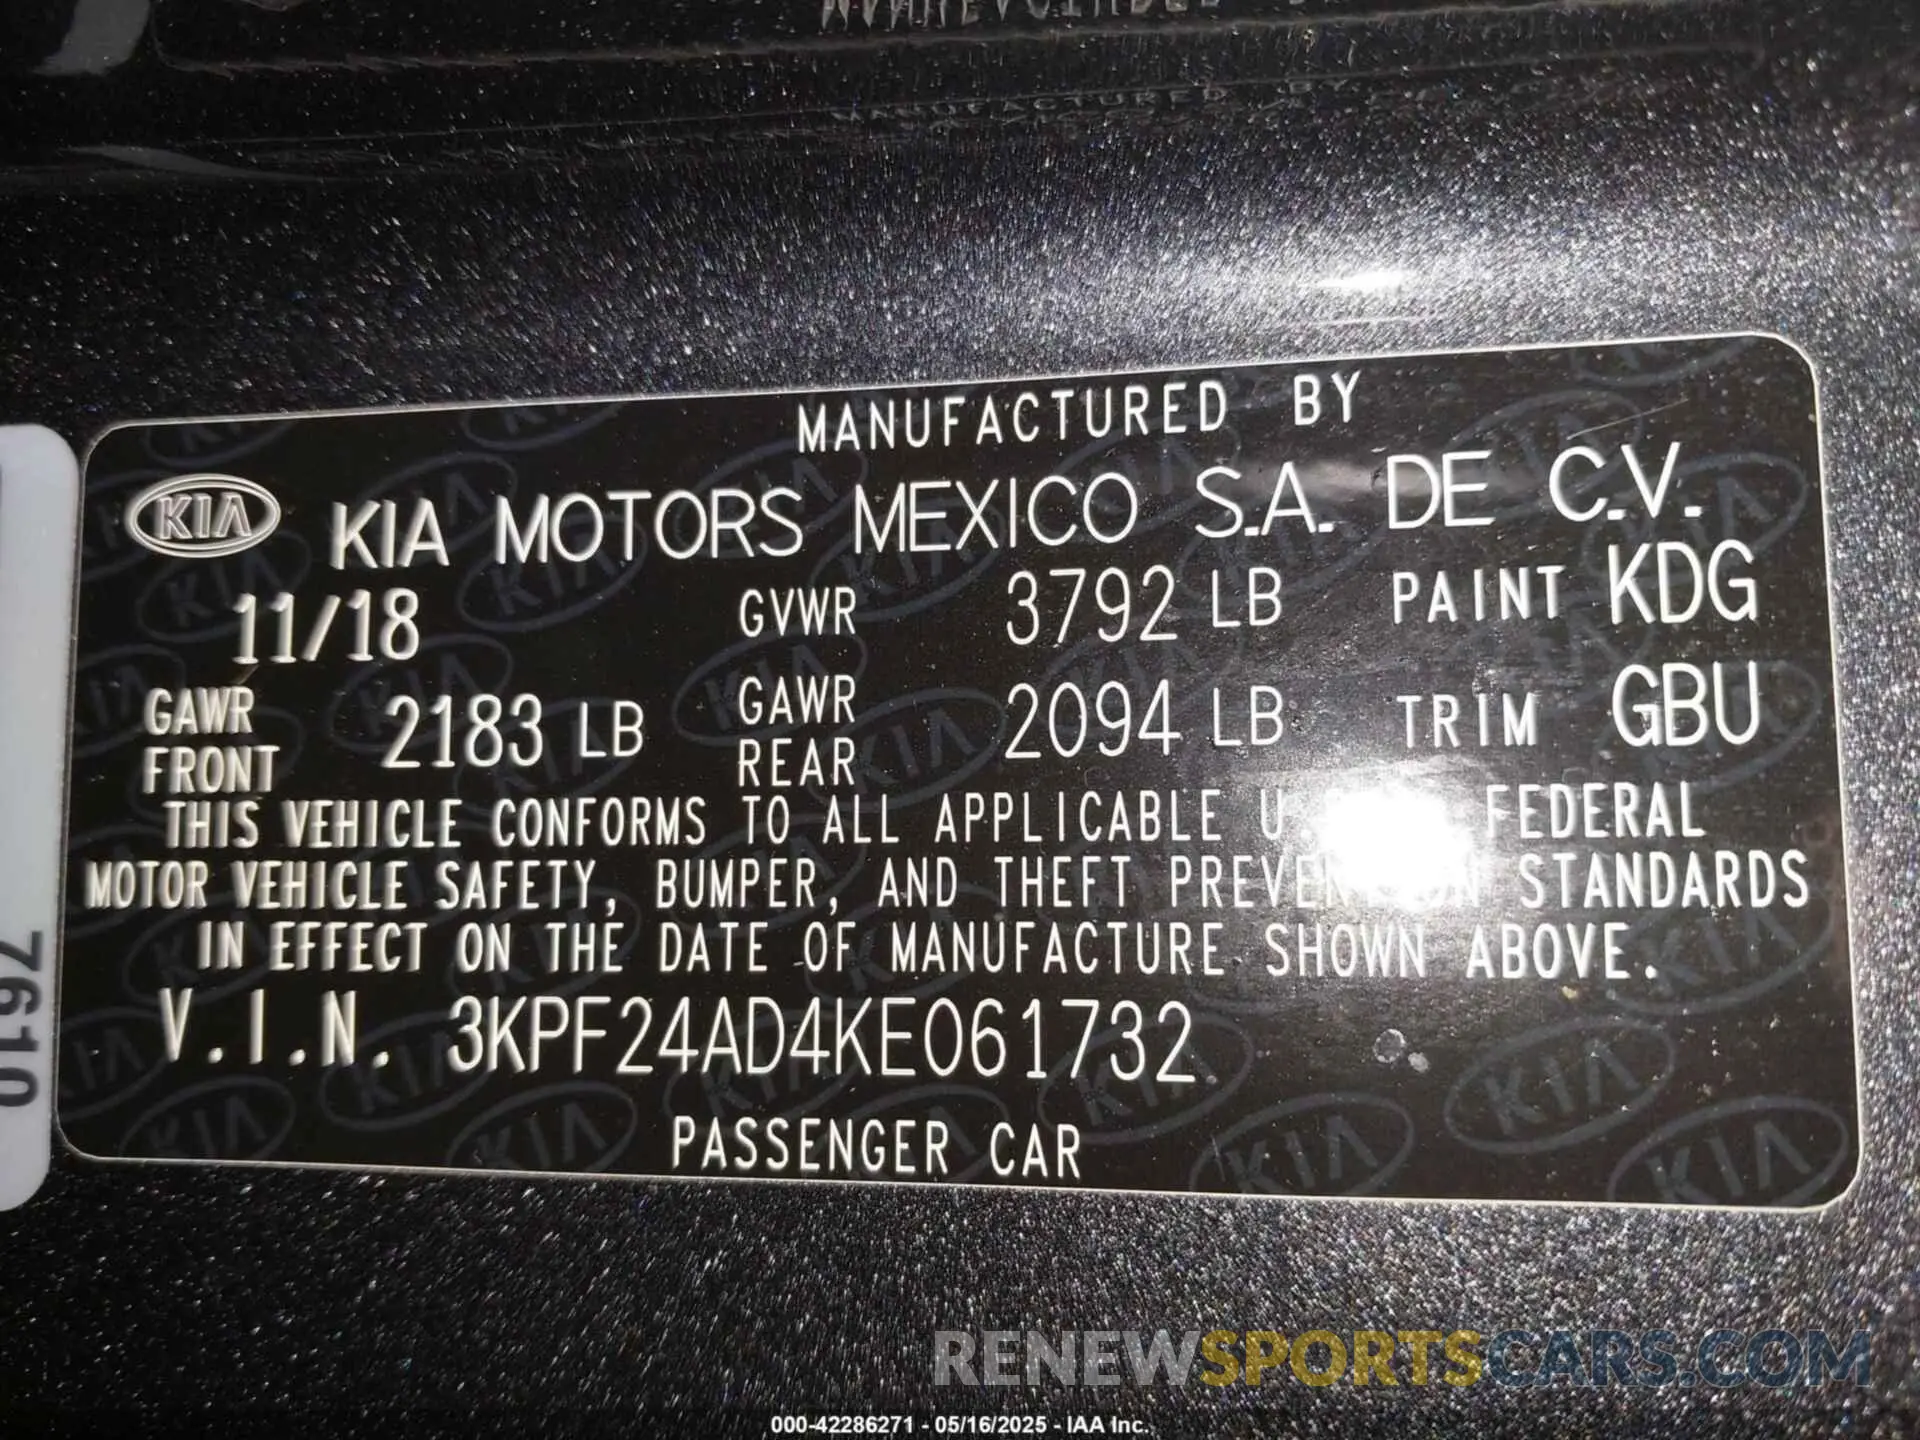 MANUFACTURED BY
KIA KIA MOTORS MEXICO S.A. DE C.V.
11/18 GVWR 3792 LB PAINT KDG
GAWR FRONT 2183 LB GAWR REAR 2094 LB TRIM GBU
THIS VEHICLE CONFORMS TO ALL APPLICABLE FEDERAL
MOTOR VEHICLE SAFETY, BUMPER, AND THEFT PREVENTION STANDARDS
IN EFFECT ON THE DATE OF MANUFACTURE SHOWN ABOVE.
V.I.N. 3KPF24AD4KE061732
PASSENGER CAR
7610
RENEWSPORTSCARS.COM
000-42286271 - 05/16/2025 - IAA Inc.